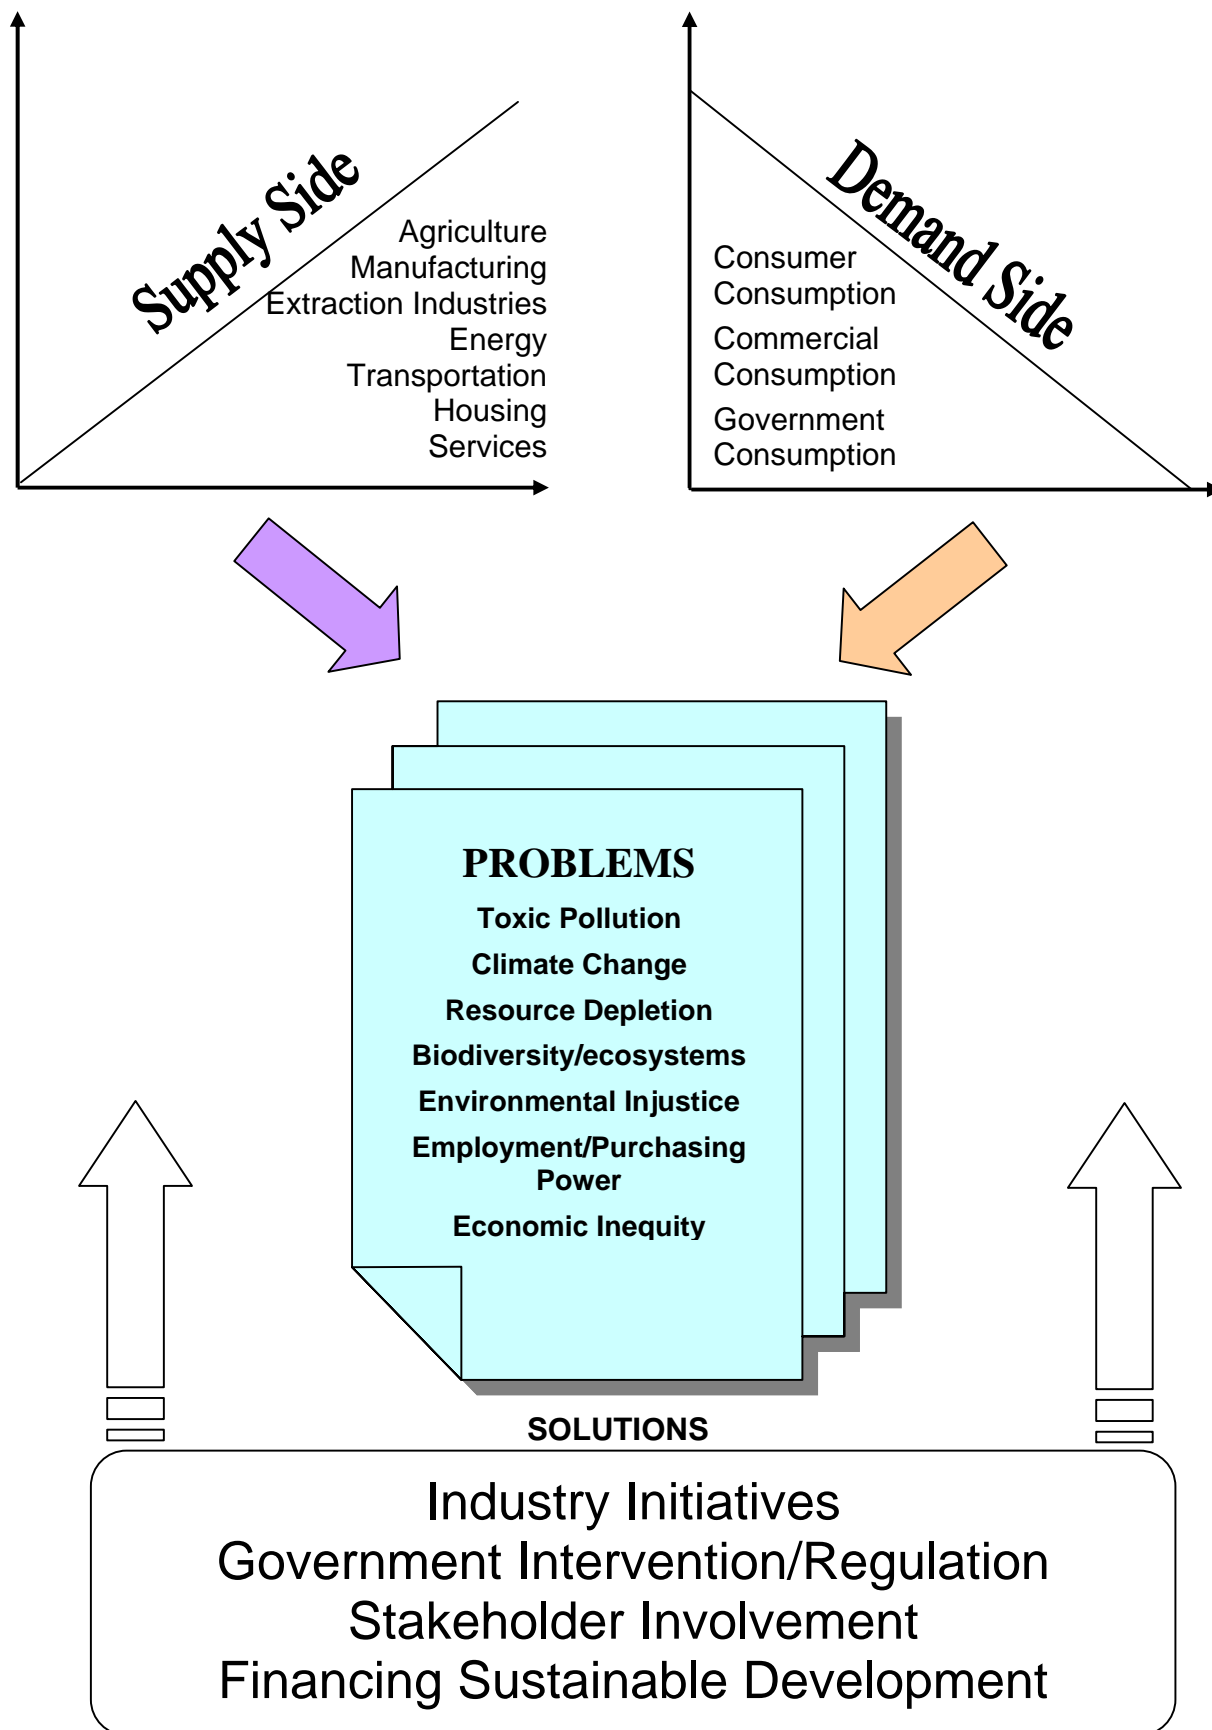 Supply Side
Agriculture
Manufacturing
Extraction Industries
Energy
Transportation
Housing
Services
Demand Side
Consumer
Consumption
Commercial
Consumption
Government
Consumption
PROBLEMS
Toxic Pollution
Climate Change
Resource Depletion
Biodiversity/ecosystems
Environmental Injustice
Employment/Purchasing
Power
Economic Inequity
SOLUTIONS
Industry Initiatives
Government Intervention/Regulation
Stakeholder Involvement
Financing Sustainable Development